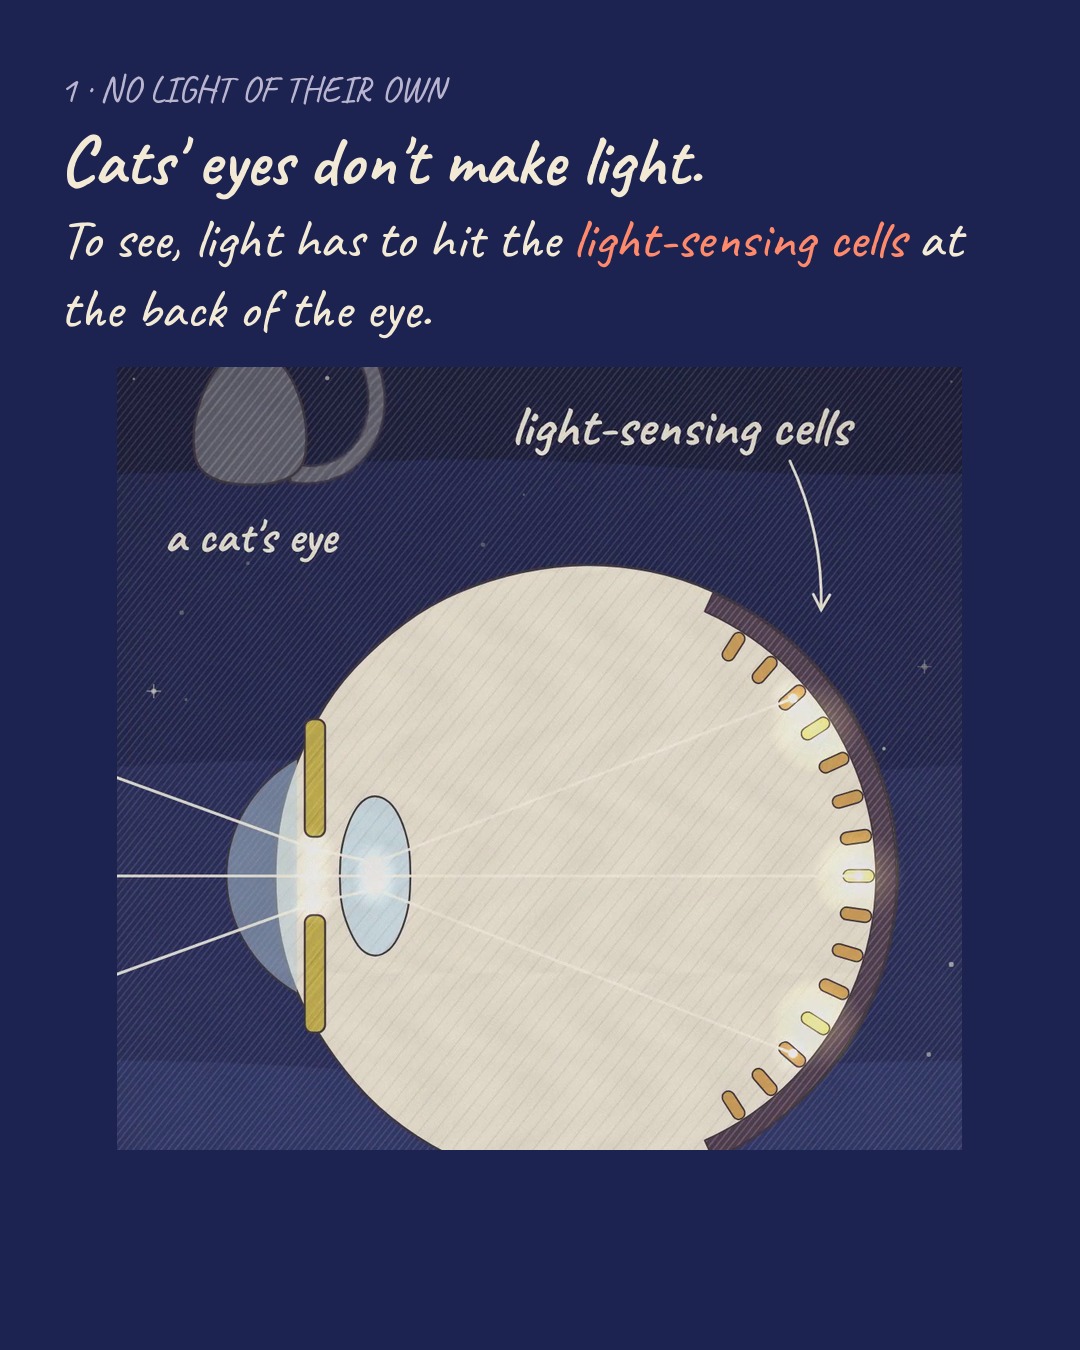 1 · NO LIGHT OF THEIR OWN
Cats' eyes don't make light.
To see, light has to hit the light-sensing cells at
the back of the eye.
light-sensing cells
a cat's eye